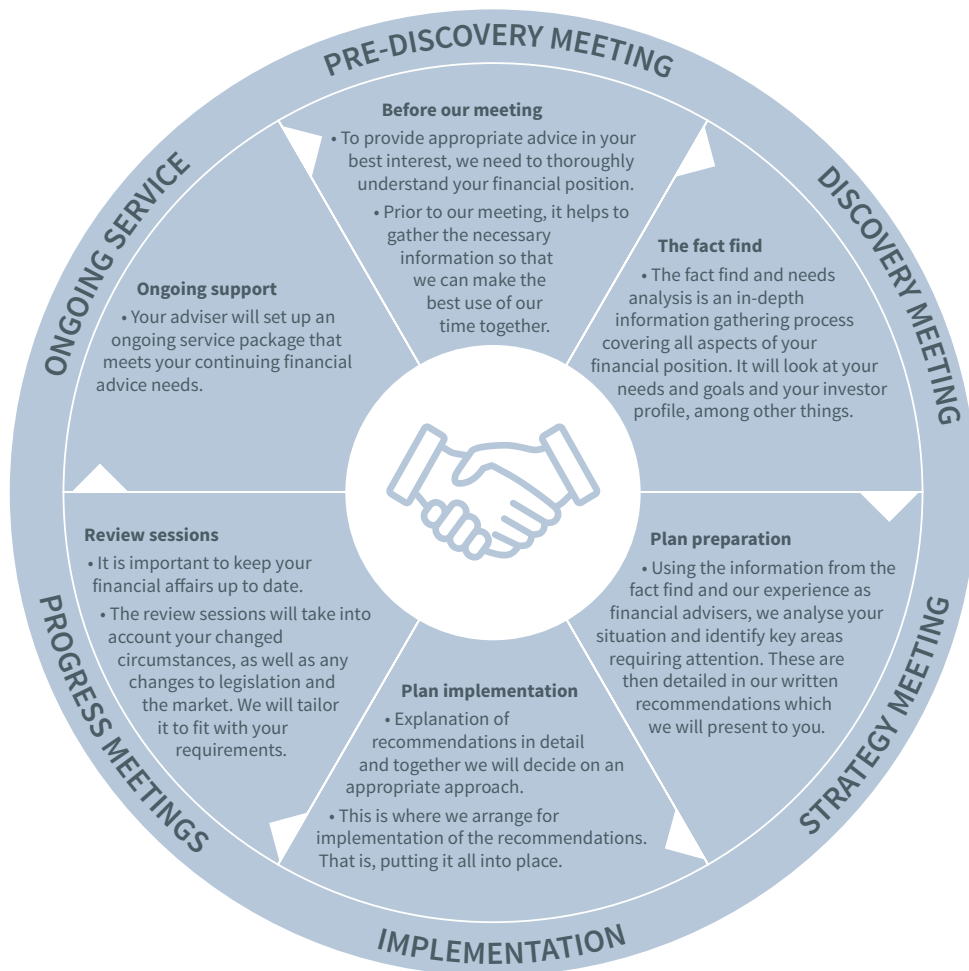 PRE-DISCOVERY MEETING
Before our meeting
• To provide appropriate advice in your
best interest, we need to thoroughly
understand your financial position.
• Prior to our meeting, it helps to
gather the necessary
information so that
we can make the
best use of our
time together.
DISCOVERY MEETING
The fact find
• The fact find and needs
analysis is an in-depth
information gathering process
covering all aspects of your
financial position. It will look at your
needs and goals and your investor
profile, among other things.
STRATEGY MEETING
Plan preparation
• Using the information from the
fact find and our experience as
financial advisers, we analyse your
situation and identify key areas
requiring attention. These are
then detailed in our written
recommendations which
we will present to you.
IMPLEMENTATION
Plan implementation
• Explanation of
recommendations in detail
and together we will decide on an
appropriate approach.
• This is where we arrange for
implementation of the recommendations.
That is, putting it all into place.
PROGRESS MEETINGS
Review sessions
• It is important to keep your
financial affairs up to date.
• The review sessions will take into
account your changed
circumstances, as well as any
changes to legislation and
the market. We will tailor
it to fit with your
requirements.
ONGOING SERVICE
Ongoing support
• Your adviser will set up an
ongoing service package that
meets your continuing financial
advice needs.